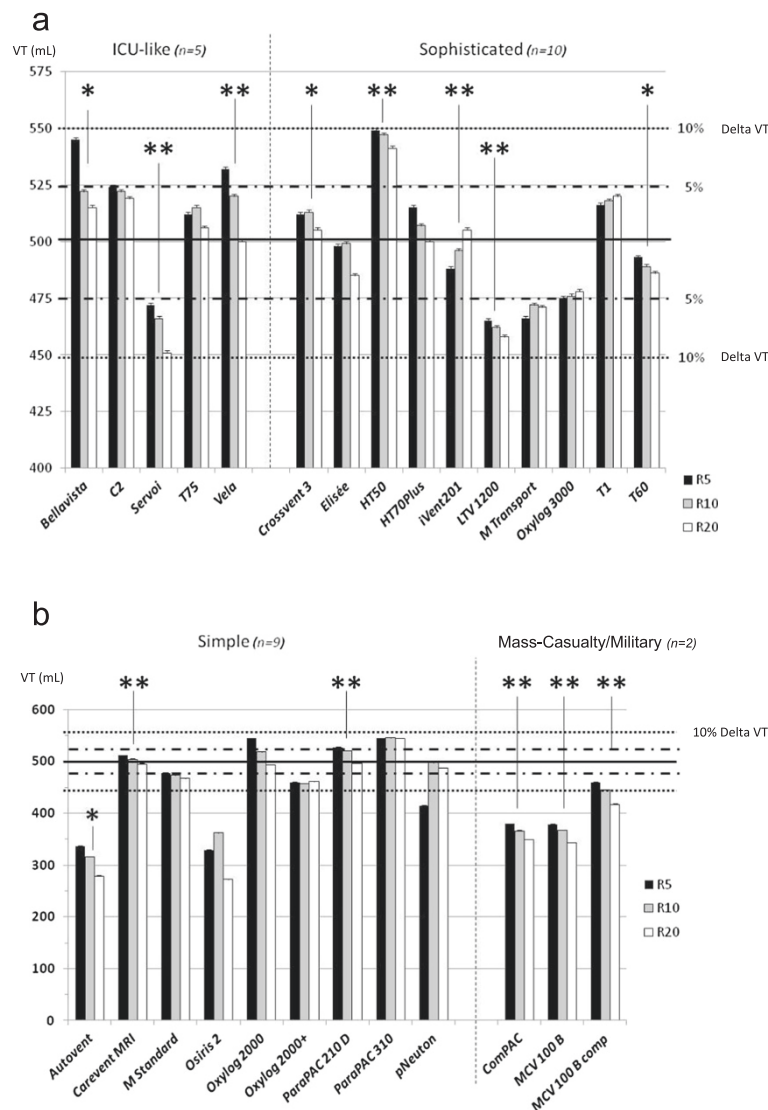 a
VT (mL)
ICU-like (n=5)
Sophisticated (n=10)
575
550
525
500
475
450
425
400
* ** ** * ** ** ** *
10% Delta VT
5%
5%
10% Delta VT
Bellavista
C2
Servoi
T75
Vela
Crossvent 3
Elisée
HT50
HT70Plus
iVent201
LTV 1200
M Transport
Oxylog 3000
T1
T60
R5
R10
R20
b
Simple (n=9)
Mass-Casualty/Military (n=2)
VT (mL)
600
500
400
300
200
100
0
* ** ** ** ** **
10% Delta VT
Autovent
Carevent MRI
M Standard
Osiris 2
Oxylog 2000
Oxylog 2000+
ParaPAC 210 D
ParaPAC 310
pNeuton
ComPAC
MCV 100 B
MCV 100 B comp
R5
R10
R20